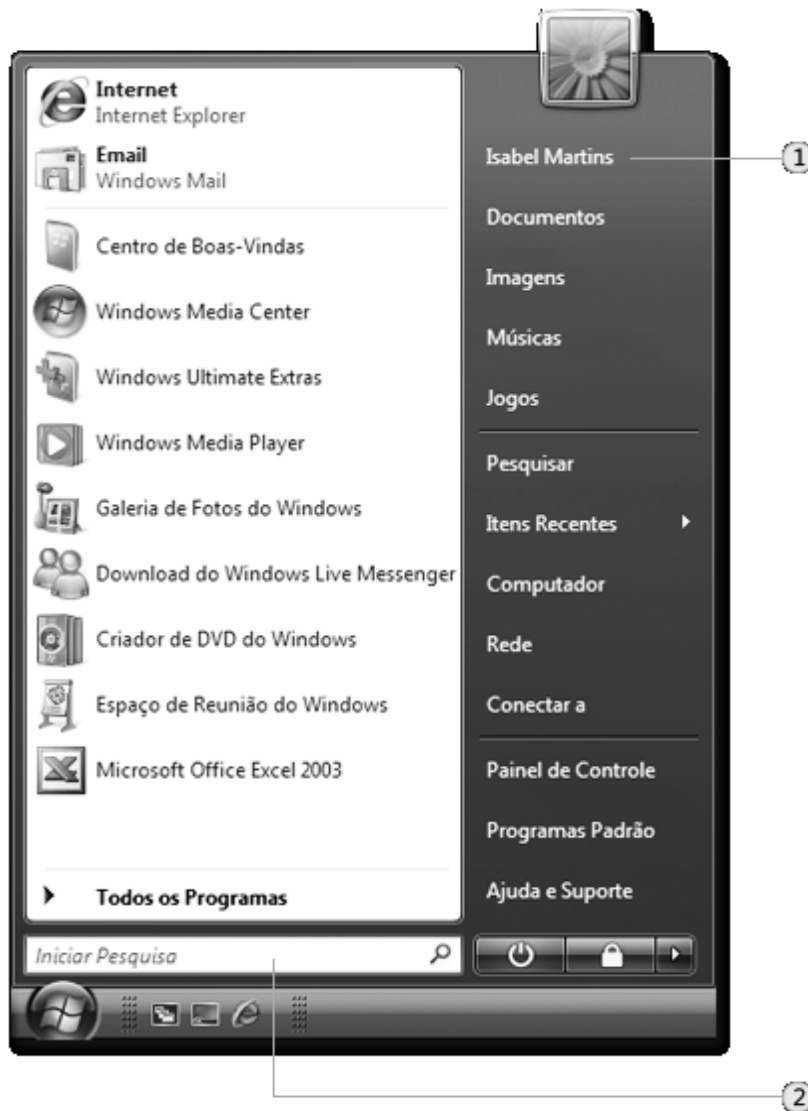 Internet
Internet Explorer
Email
Windows Mail
Centro de Boas-Vindas
Windows Media Center
Windows Ultimate Extras
Windows Media Player
Galeria de Fotos do Windows
Download do Windows Live Messenger
Criador de DVD do Windows
Espaço de Reunião do Windows
Microsoft Office Excel 2003
Todos os Programas
Iniciar Pesquisa
Isabel Martins
1
Documentos
Imagens
Músicas
Jogos
Pesquisar
Itens Recentes
Computador
Rede
Conectar a
Painel de Controle
Programas Padrão
Ajuda e Suporte
2